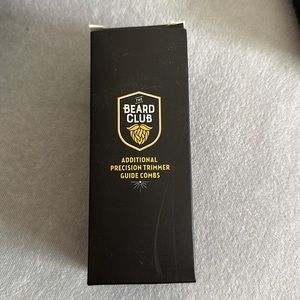 THE
BEARD
CLUB
ADDITIONAL
PRECISION TRIMMER
GUIDE COMBS